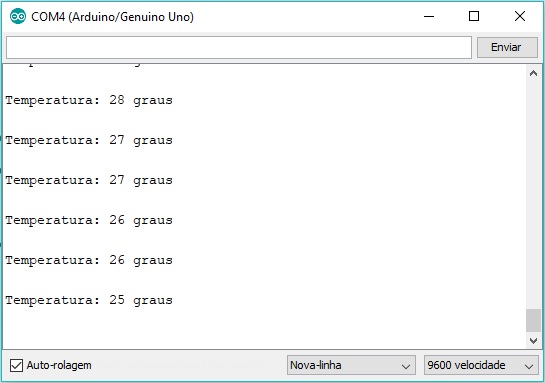 COM4 (Arduino/Genuino Uno)
Enviar
Temperatura: 28 graus
Temperatura: 27 graus
Temperatura: 27 graus
Temperatura: 26 graus
Temperatura: 26 graus
Temperatura: 25 graus
Auto-rolagem
Nova-linha
9600 velocidade